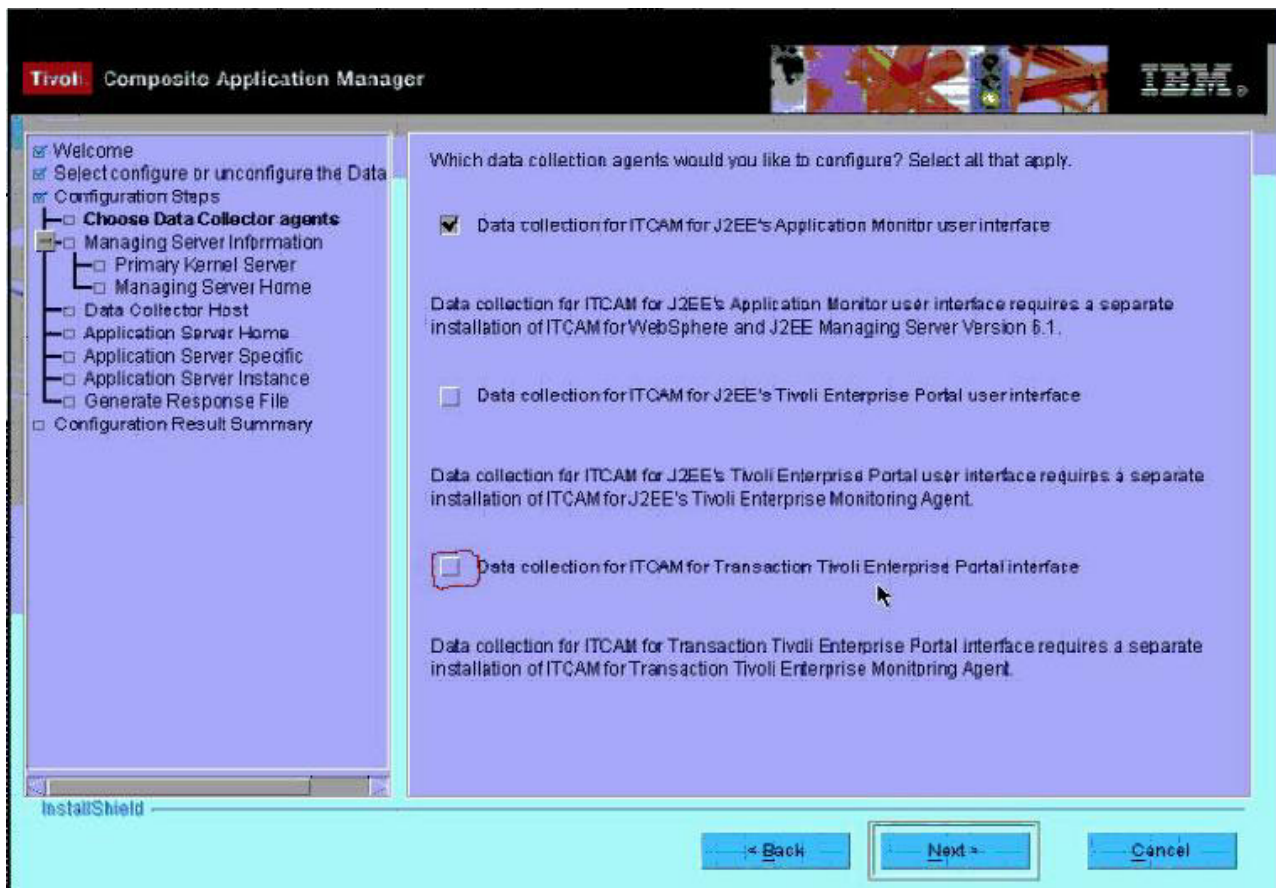 Tivoli. Composite Application Manager
IBM®
Welcome
Select configure or unconfigure the Data
Configuration Steps
Choose Data Collector agents
Managing Server Information
Primary Kernel Server
Managing Server Home
Data Collector Host
Application Server Home
Application Server Specific
Application Server Instance
Generate Response File
Configuration Result Summary
Which data collection agents would you like to configure? Select all that apply.
Data collection for ITCAM for J2EE's Application Monitor user interface
Data collection for ITCAM for J2EE's Application Monitor user interface requires a separate
installation of ITCAM for WebSphere and J2EE Managing Server Version 6.1.
Data collection for ITCAM for J2EE's Tivoli Enterprise Portal user interface
Data collection for ITCAM for J2EE's Tivoli Enterprise Portal user interface requires a separate
installation of ITCAM for J2EE's Tivoli Enterprise Monitoring Agent.
Data collection for ITCAM for Transaction Tivoli Enterprise Portal interface
Data collection for ITCAM for Transaction Tivoli Enterprise Portal interface requires a separate
installation of ITCAM for Transaction Tivoli Enterprise Monitoring Agent.
InstallShield
< Back
Next >
Cancel